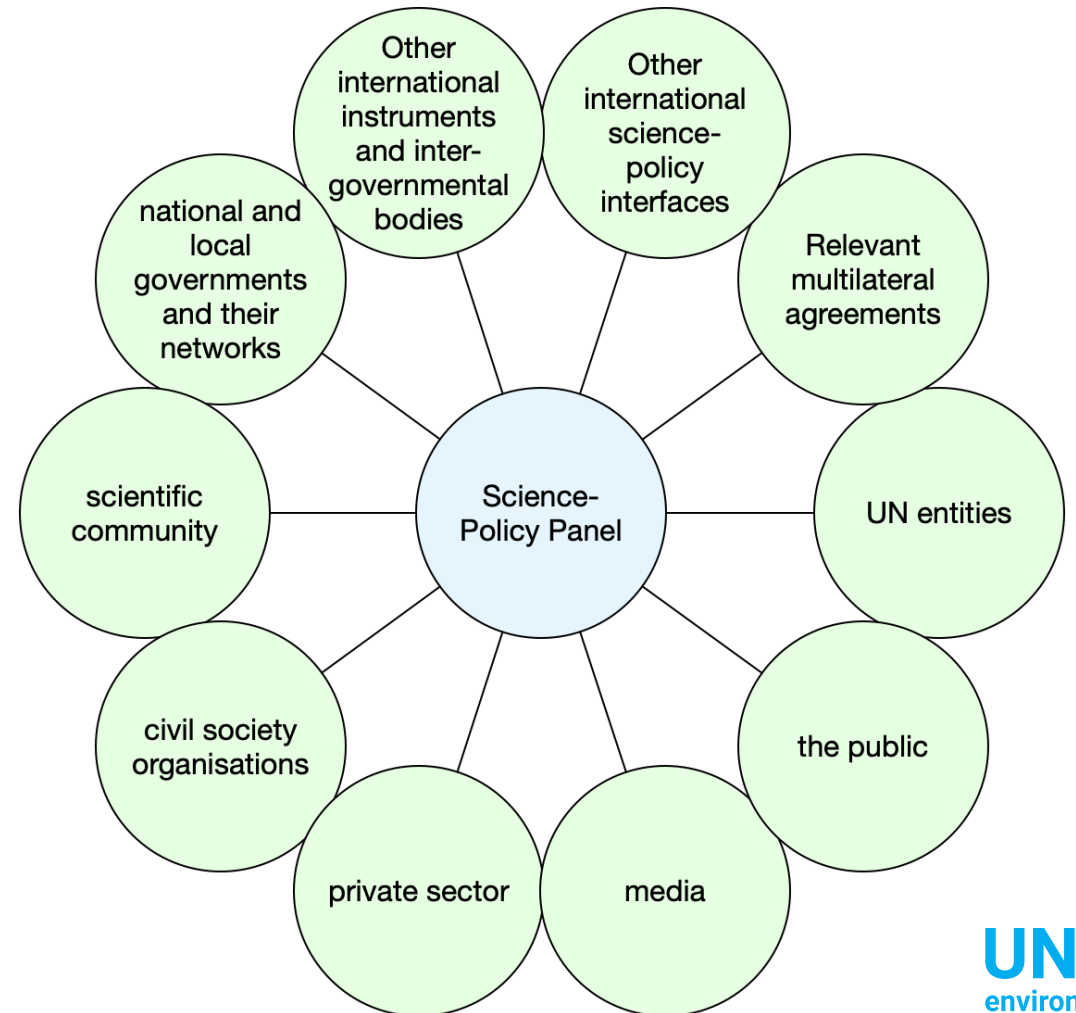 Other
international
instruments
and inter-
governmental
bodies
Other
international
science-
policy
interfaces
national and
local
governments
and their
networks
Relevant
multilateral
agreements
scientific
community
Science-
Policy Panel
UN entities
civil society
organisations
the public
private sector
media
UN
environ